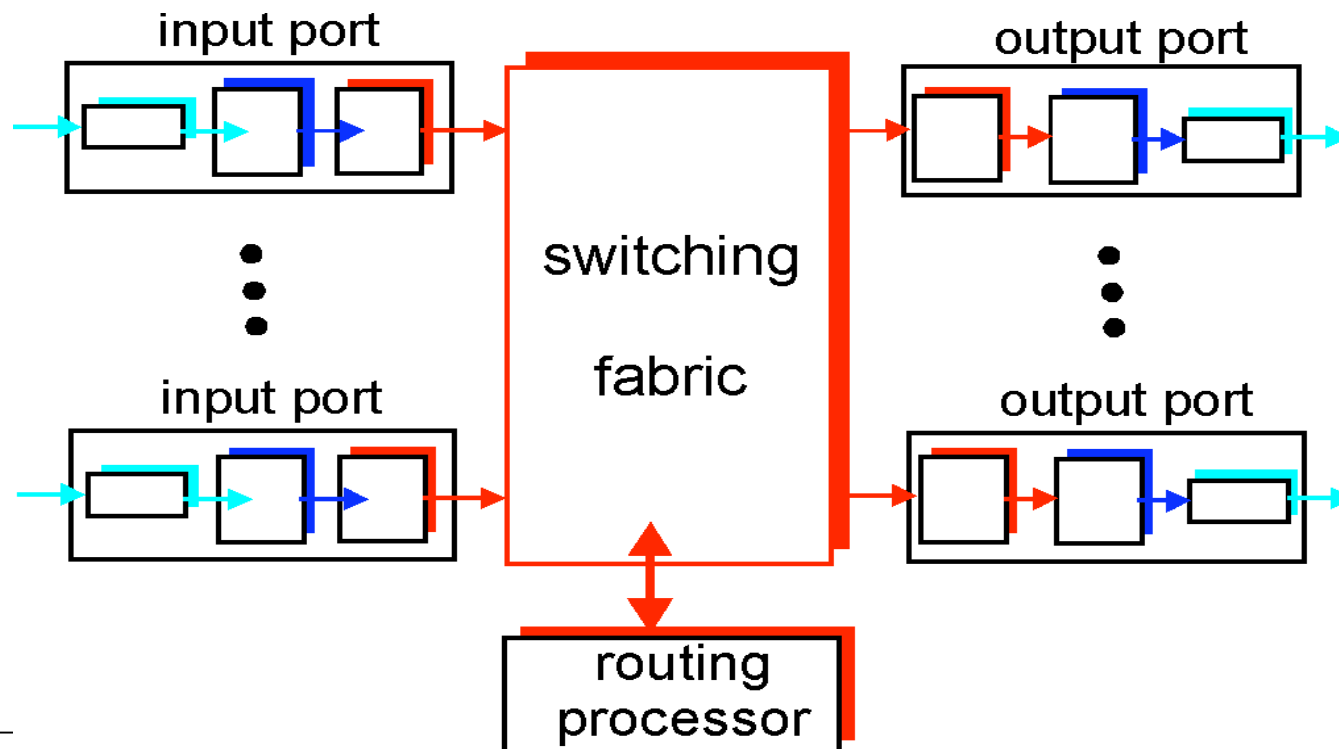 input port
output port
switching
fabric
input port
output port
routing
processor